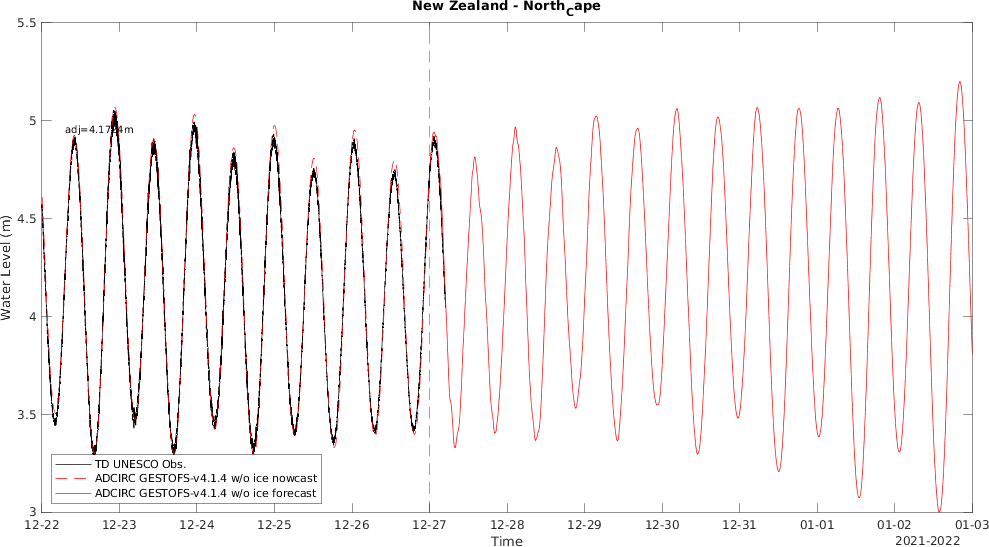 New Zealand - NorthCape
5.5
5
4.5
4
3.5
3
Water Level (m)
adj=4.1724m
TD UNESCO Obs.
ADCIRC GESTOFS-v4.1.4 w/o ice nowcast
ADCIRC GESTOFS-v4.1.4 w/o ice forecast
12-22 12-23 12-24 12-25 12-26 12-27 12-28 12-29 12-30 12-31 01-01 01-02 01-03
Time
2021-2022